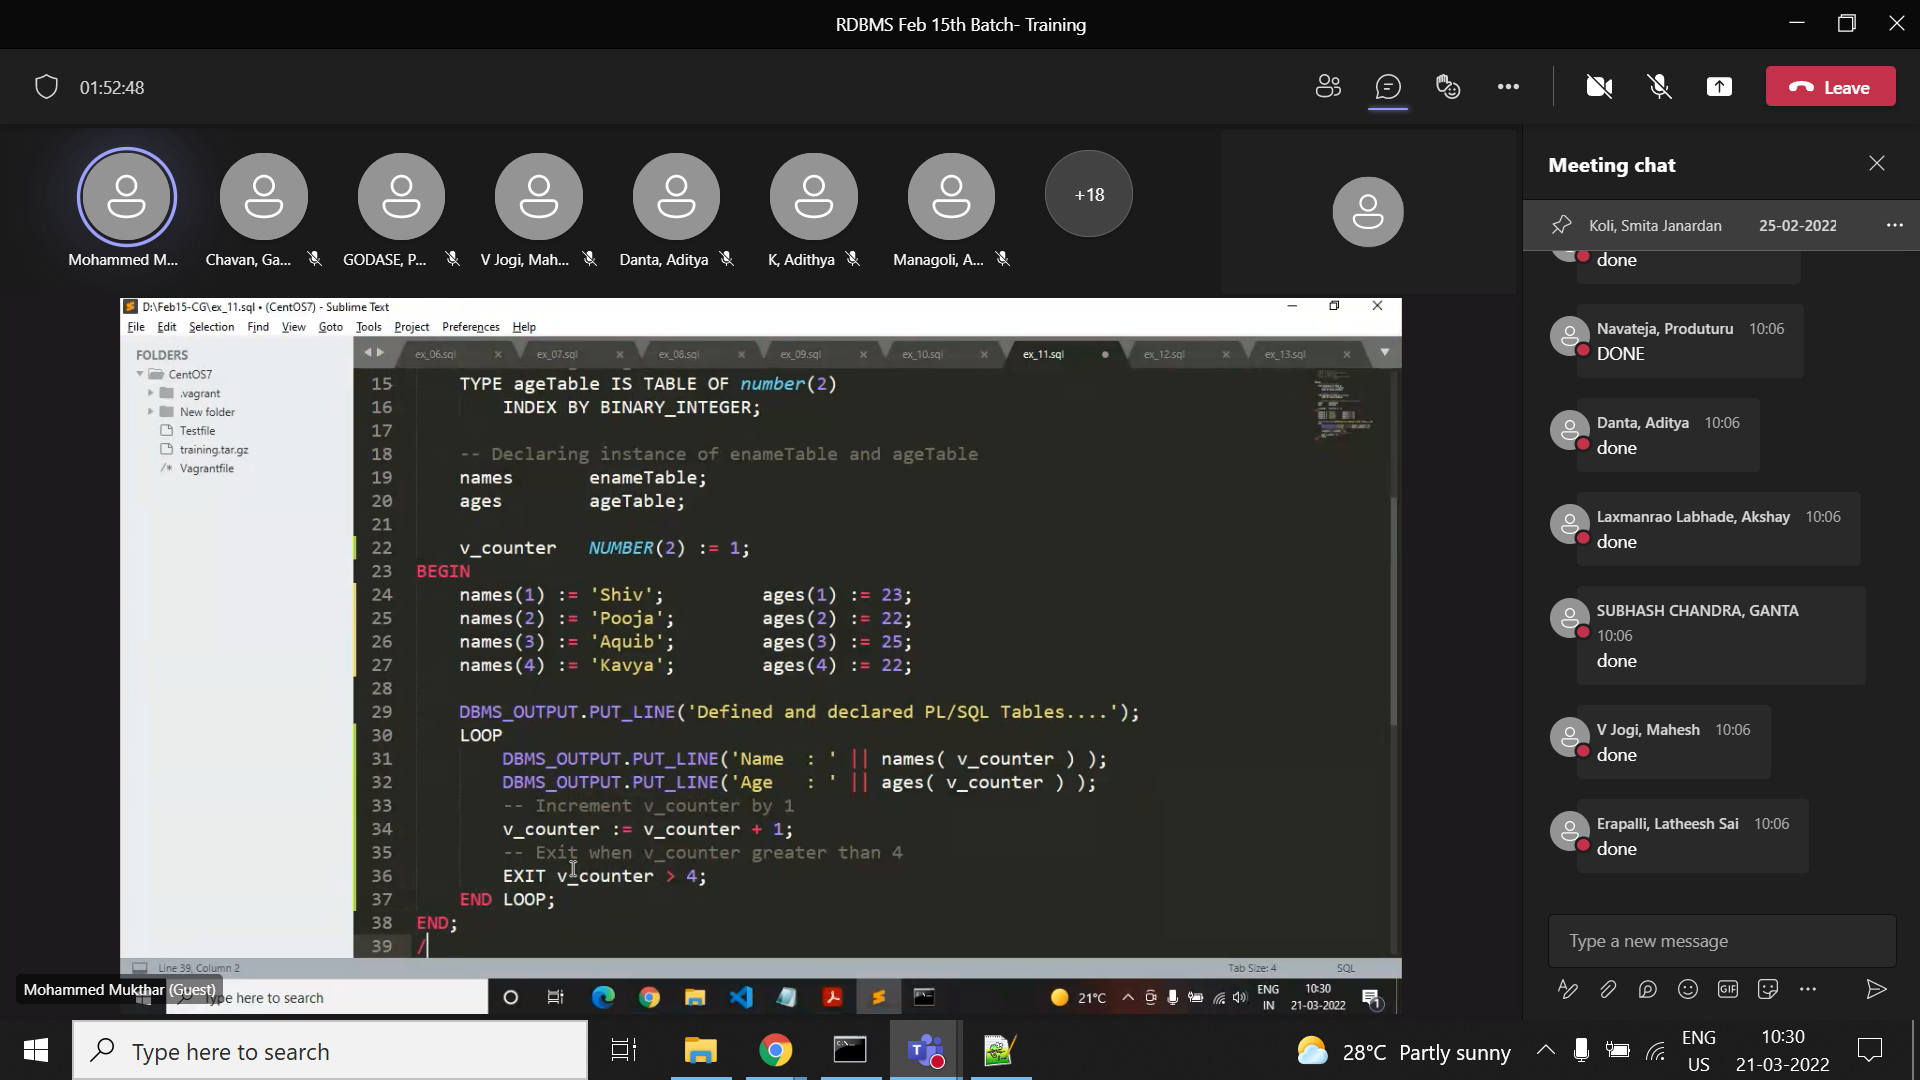 RDBMS Feb 15th Batch- Training
01:52:48
Leave
Mohammed M...
Chavan, Ga...
GODASE, P...
V Jogi, Mah...
Danta, Aditya
K, Adithya
Managoli, A...
+18
D:\Feb15-CG\ex_11.sql • (CentOS7) - Sublime Text
File Edit Selection Find View Goto Tools Project Preferences Help
FOLDERS
CentOS7
.vagrant
New folder
Testfile
training.tar.gz
Vagrantfile
ex_06.sql
ex_07.sql
ex_08.sql
ex_09.sql
ex_10.sql
ex_11.sql
ex_12.sql
ex_13.sql
15 TYPE ageTable IS TABLE OF number(2)
16 INDEX BY BINARY_INTEGER;
17
18 -- Declaring instance of enameTable and ageTable
19 names enameTable;
20 ages ageTable;
21
22 v_counter NUMBER(2) := 1;
23 BEGIN
24 names(1) := 'Shiv'; ages(1) := 23;
25 names(2) := 'Pooja'; ages(2) := 22;
26 names(3) := 'Aquib'; ages(3) := 25;
27 names(4) := 'Kavya'; ages(4) := 22;
28
29 DBMS_OUTPUT.PUT_LINE('Defined and declared PL/SQL Tables....');
30 LOOP
31 DBMS_OUTPUT.PUT_LINE('Name : ' || names( v_counter ) );
32 DBMS_OUTPUT.PUT_LINE('Age : ' || ages( v_counter ) );
33 -- Increment v_counter by 1
34 v_counter := v_counter + 1;
35 -- Exit when v_counter greater than 4
36 EXIT v_counter > 4;
37 END LOOP;
38 END;
39 /
Line 39, Column 2
Tab Size: 4
SQL
Mohammed Mukthar (Guest)
Type here to search
21°C
ENG
IN
10:30
21-03-2022
1
Meeting chat
Koli, Smita Janardan 25-02-2022
done
Navateja, Produturu 10:06
DONE
Danta, Aditya 10:06
done
Laxmanrao Labhade, Akshay 10:06
done
SUBHASH CHANDRA, GANTA
10:06
done
V Jogi, Mahesh 10:06
done
Erapalli, Latheesh Sai 10:06
done
Type a new message
GIF
Type here to search
28°C Partly sunny
ENG
US
10:30
21-03-2022